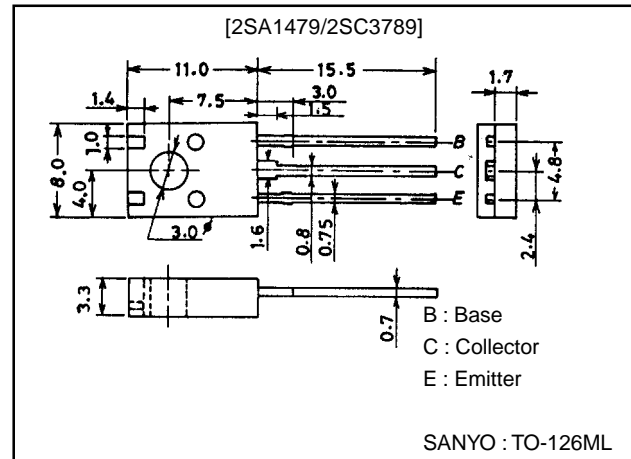 [2SA1479/2SC3789]
11.0 15.5
1.7
1.4 7.5 3.0
1.5
1.0
8.0
4.0
B
C
E
4.8
2.4
3.0 ø
1.6
0.8
0.75
3.3
0.7
B : Base
C : Collector
E : Emitter
SANYO : TO-126ML